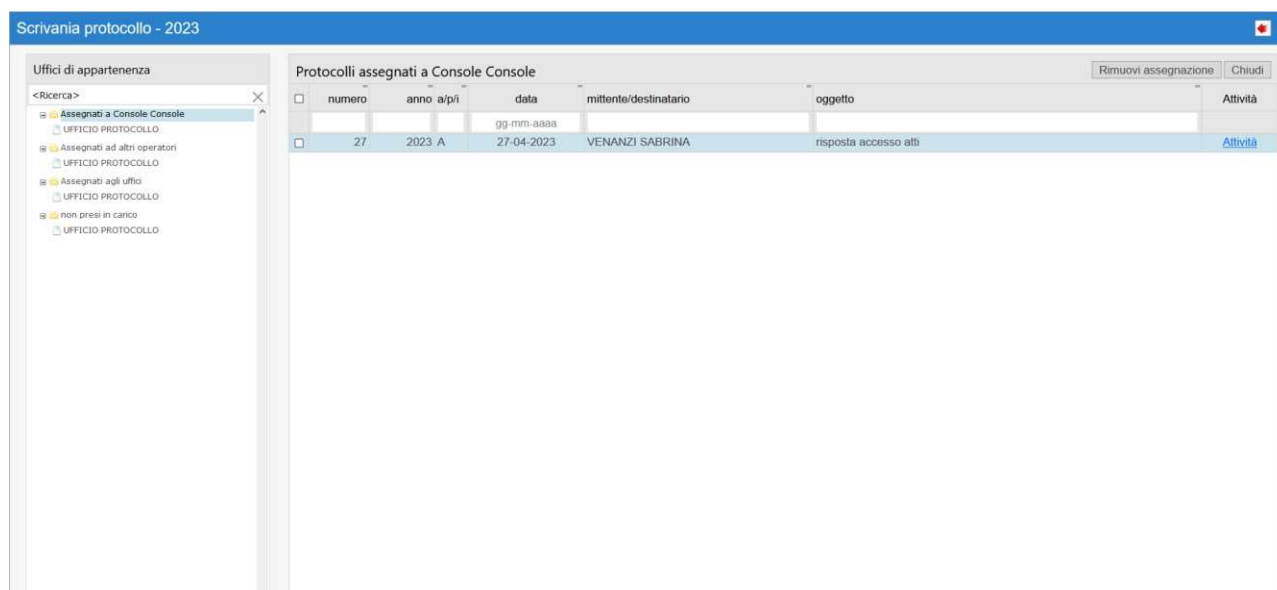 Scrivania protocollo - 2023
Uffici di appartenenza
<Ricerca>
Assegnati a Console Console
UFFICIO PROTOCOLLO
Assegnati ad altri operatori
UFFICIO PROTOCOLLO
Assegnati agli uffici
UFFICIO PROTOCOLLO
non presi in carico
UFFICIO PROTOCOLLO
Protocolli assegnati a Console Console
Rimuovi assegnazione Chiudi
numero anno a/p/i data mittente/destinatario oggetto Attività
gg-mm-aaaa
27 2023 A 27-04-2023 VENANZI SABRINA risposta accesso atti Attività